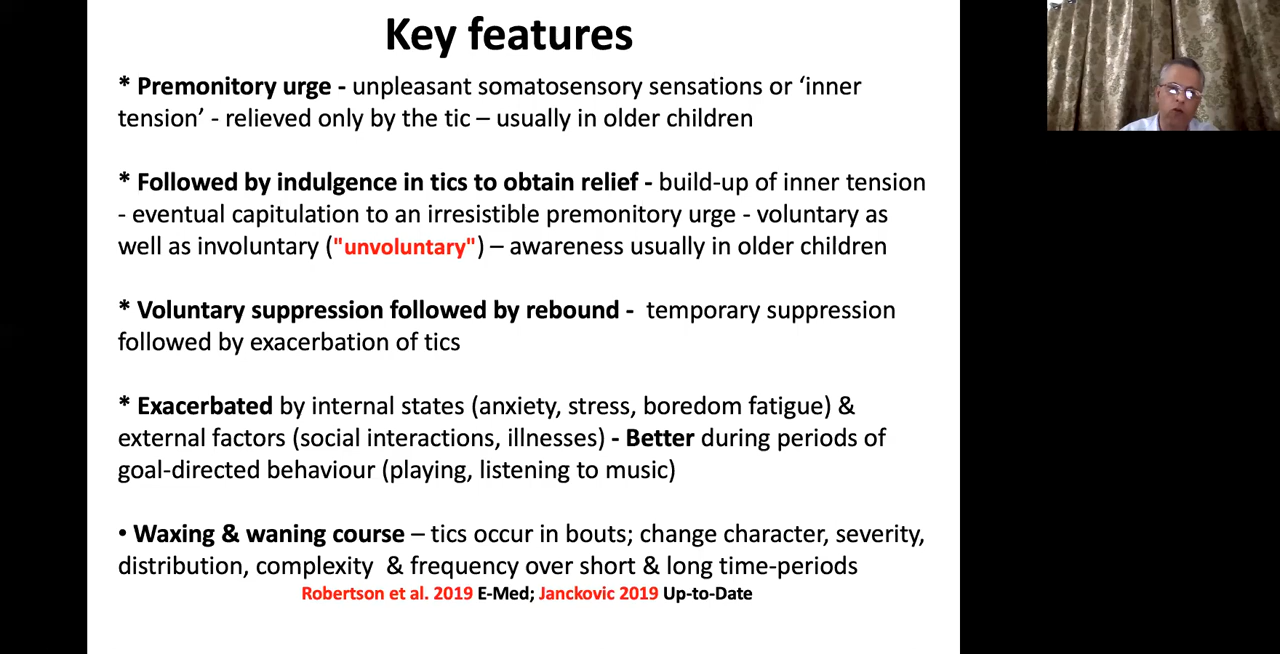 Key features
* Premonitory urge - unpleasant somatosensory sensations or ‘inner
tension’ - relieved only by the tic – usually in older children
* Followed by indulgence in tics to obtain relief - build-up of inner tension
- eventual capitulation to an irresistible premonitory urge - voluntary as
well as involuntary ("unvoluntary") – awareness usually in older children
* Voluntary suppression followed by rebound - temporary suppression
followed by exacerbation of tics
* Exacerbated by internal states (anxiety, stress, boredom fatigue) &
external factors (social interactions, illnesses) - Better during periods of
goal-directed behaviour (playing, listening to music)
• Waxing & waning course – tics occur in bouts; change character, severity,
distribution, complexity & frequency over short & long time-periods
Robertson et al. 2019 E-Med; Janckovic 2019 Up-to-Date